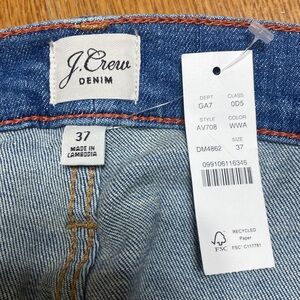 J.Crew
DENIM
37
MADE IN
CAMBODIA
DEPT CLASS
GA7 0D5
STYLE COLOR
AV708 WWA
SIZE
DM4862 37
099106116345
FSC
RECYCLED
Paper
FSC® C117781